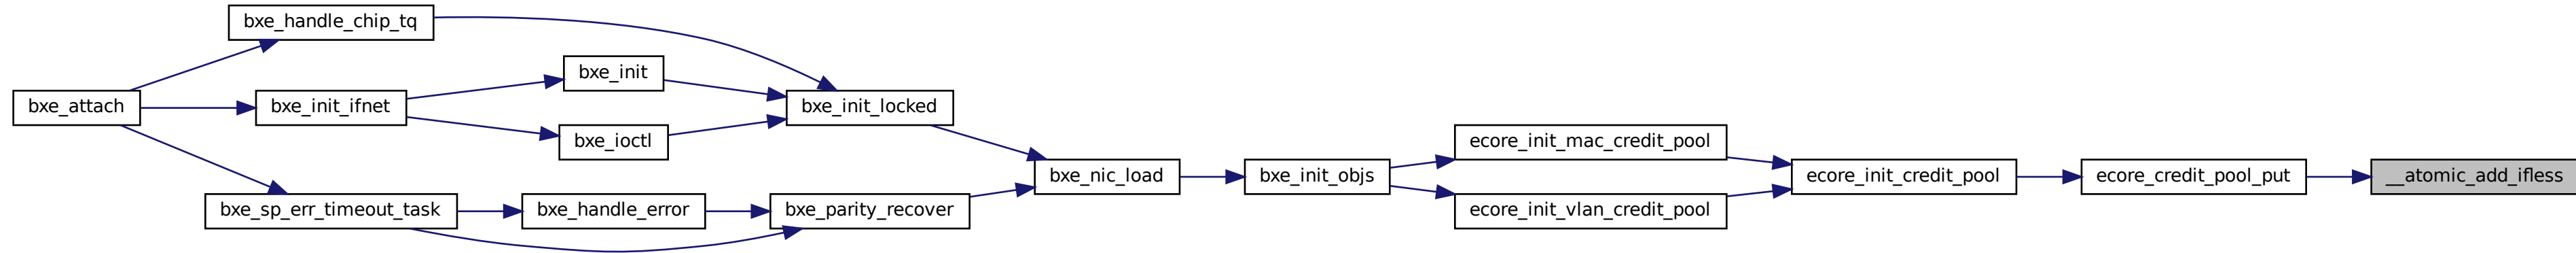 bxe_handle_chip_tq
bxe_init
bxe_attach
bxe_init_ifnet
bxe_init_locked
bxe_ioctl
ecore_init_mac_credit_pool
bxe_nic_load
bxe_init_objs
ecore_init_credit_pool
ecore_credit_pool_put
__atomic_add_ifless
bxe_sp_err_timeout_task
bxe_handle_error
bxe_parity_recover
ecore_init_vlan_credit_pool